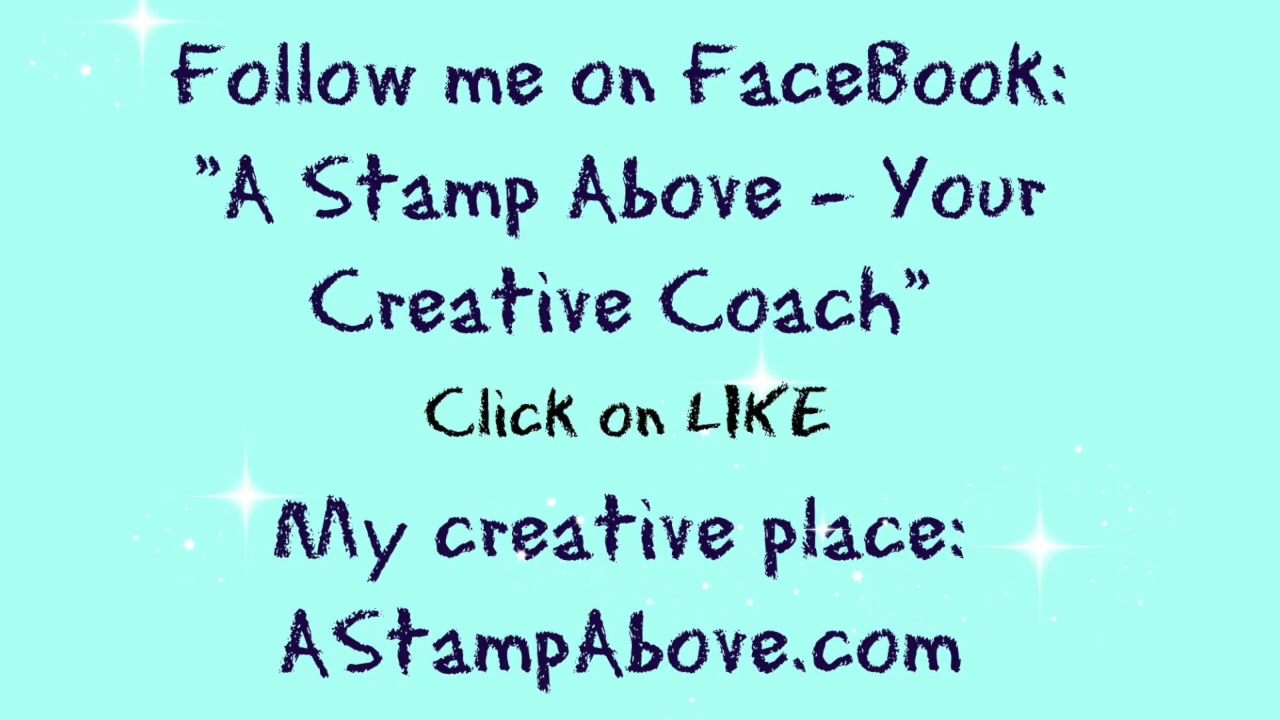 Follow me on FaceBook:
"A Stamp Above - Your
Creative Coach"
Click on LIKE
My creative place:
AStampAbove.com